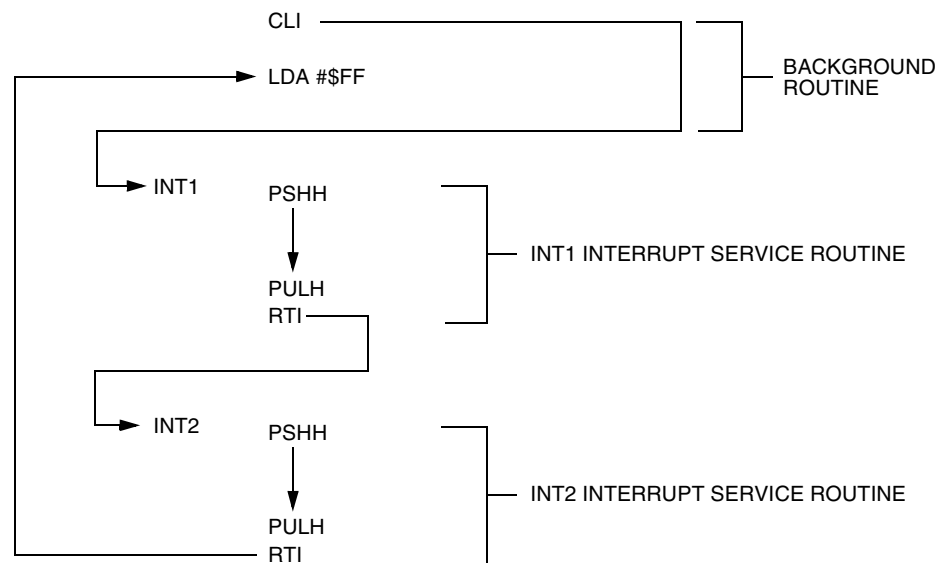 CLI
LDA #$FF
BACKGROUND
ROUTINE
INT1
PSHH
INT1 INTERRUPT SERVICE ROUTINE
PULH
RTI
INT2
PSHH
INT2 INTERRUPT SERVICE ROUTINE
PULH
RTI